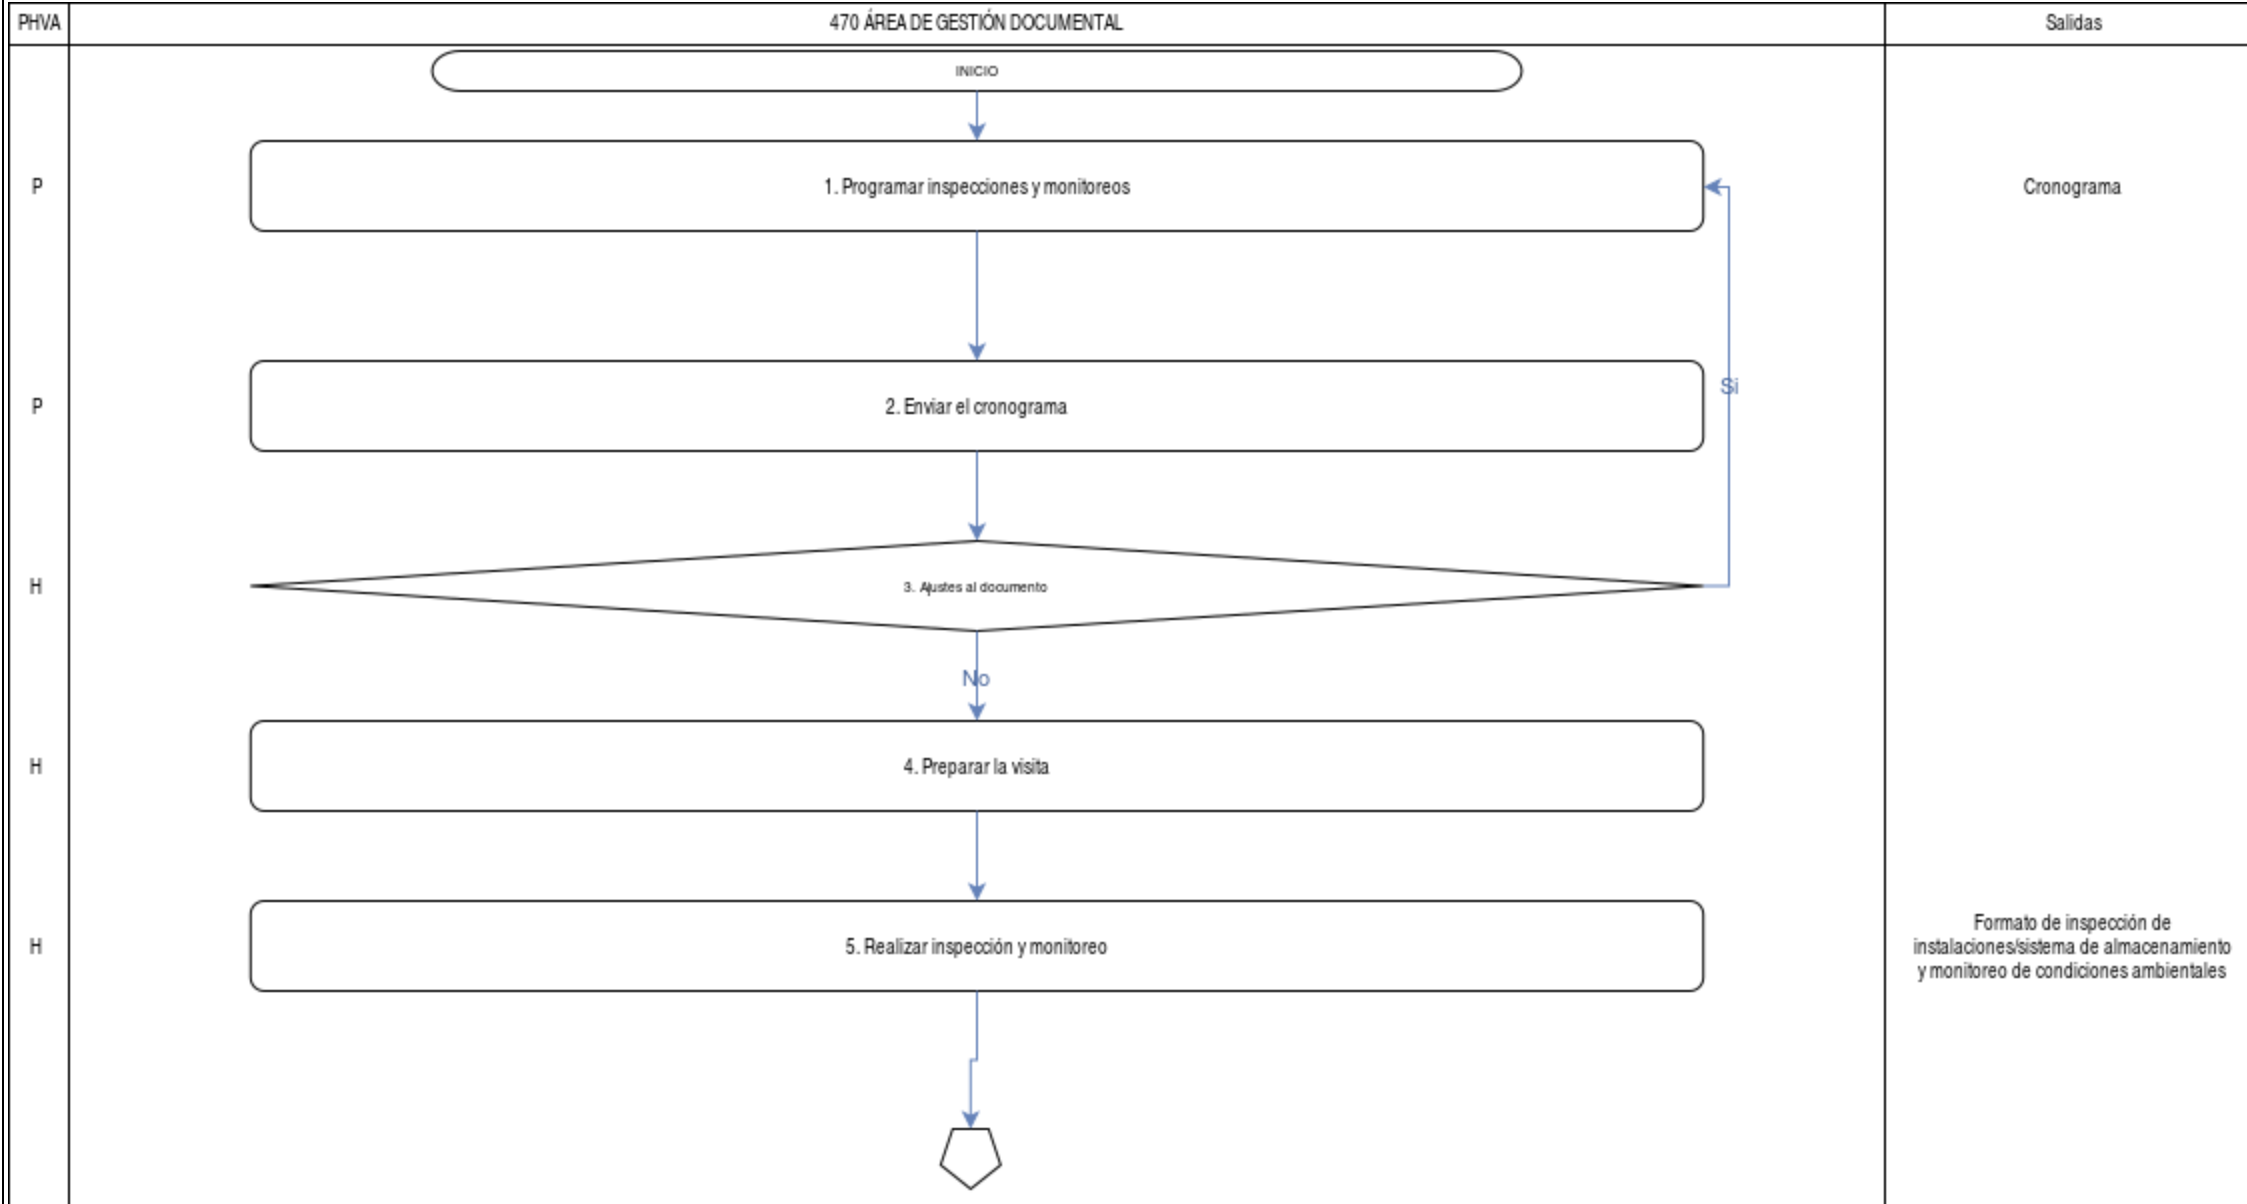 PHVA
470 ÁREA DE GESTIÓN DOCUMENTAL
Salidas
INICIO
P
1. Programar inspecciones y monitoreos
Cronograma
P
2. Enviar el cronograma
Si
H
3. Ajustes al documento
No
H
4. Preparar la visita
H
5. Realizar inspección y monitoreo
Formato de inspección de
instalaciones/sistema de almacenamiento
y monitoreo de condiciones ambientales